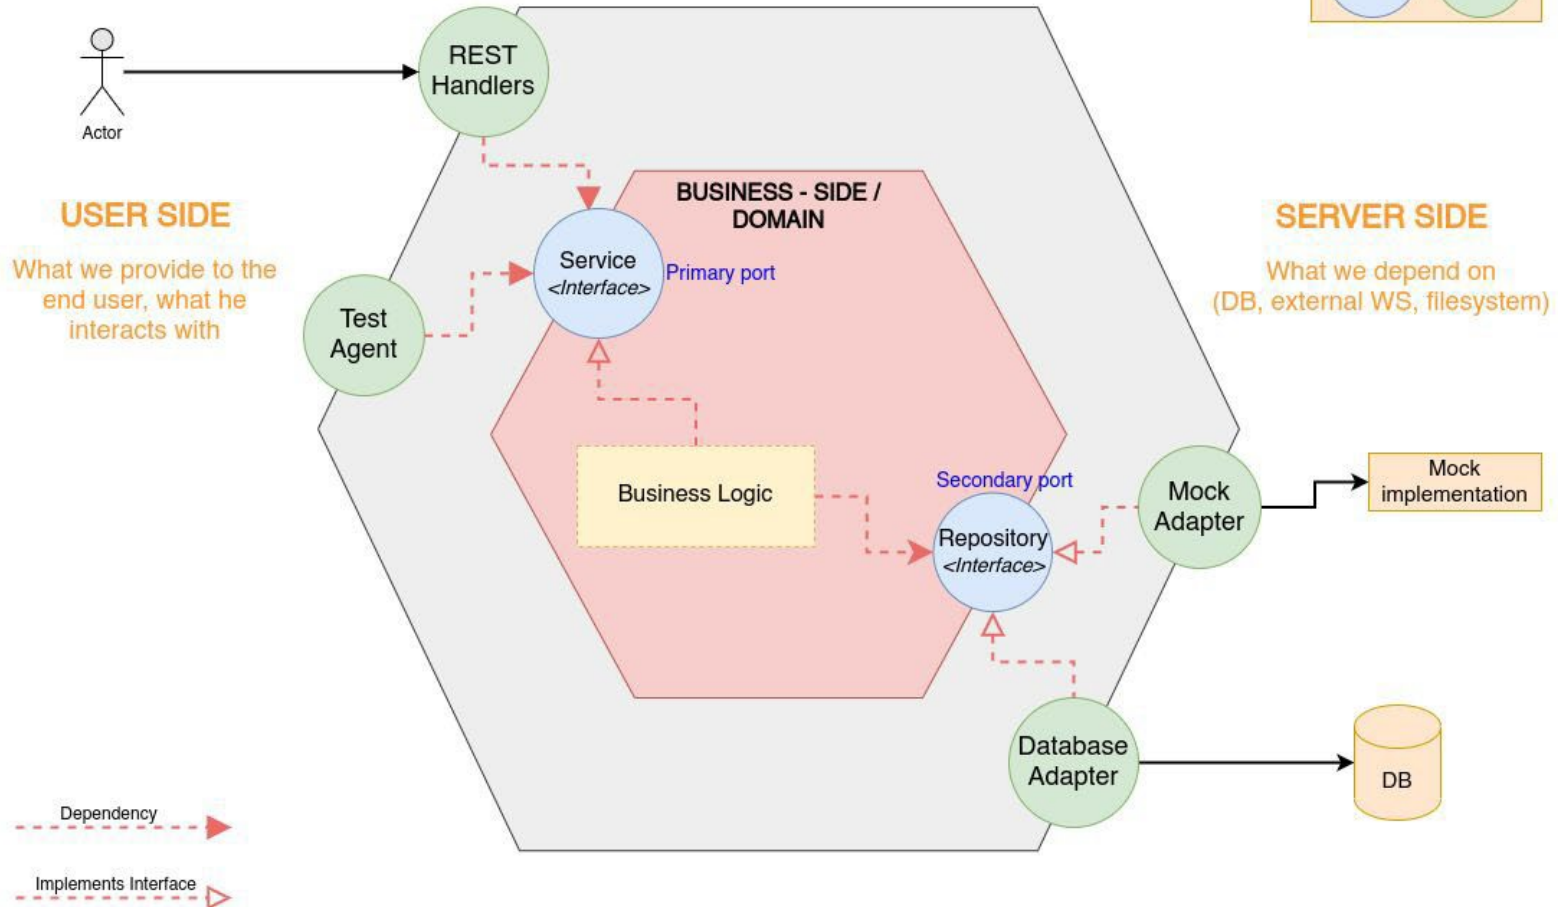 REST
Handlers
Actor
BUSINESS - SIDE /
DOMAIN
USER SIDE
What we provide to the
end user, what he
interacts with
SERVER SIDE
What we depend on
(DB, external WS, filesystem)
Service
<Interface>
Primary port
Test
Agent
Business Logic
Secondary port
Repository
<Interface>
Mock
Adapter
Mock
implementation
Database
Adapter
DB
Dependency
Implements Interface